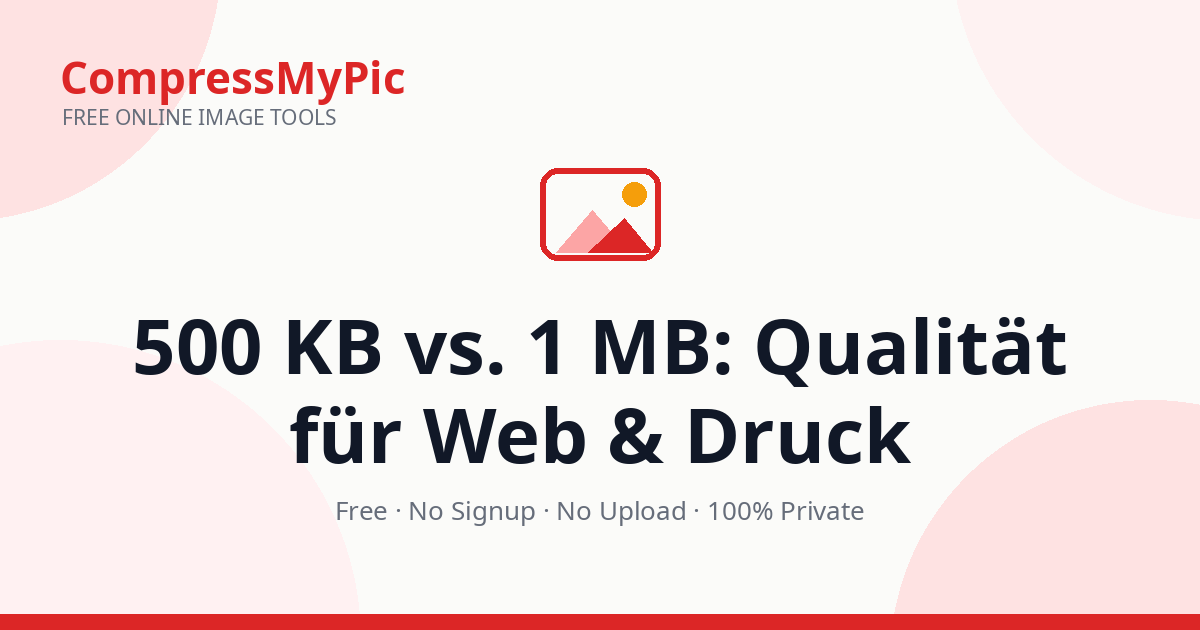 CompressMyPic
FREE ONLINE IMAGE TOOLS
500 KB vs. 1 MB: Qualität
für Web & Druck
Free · No Signup · No Upload · 100% Private